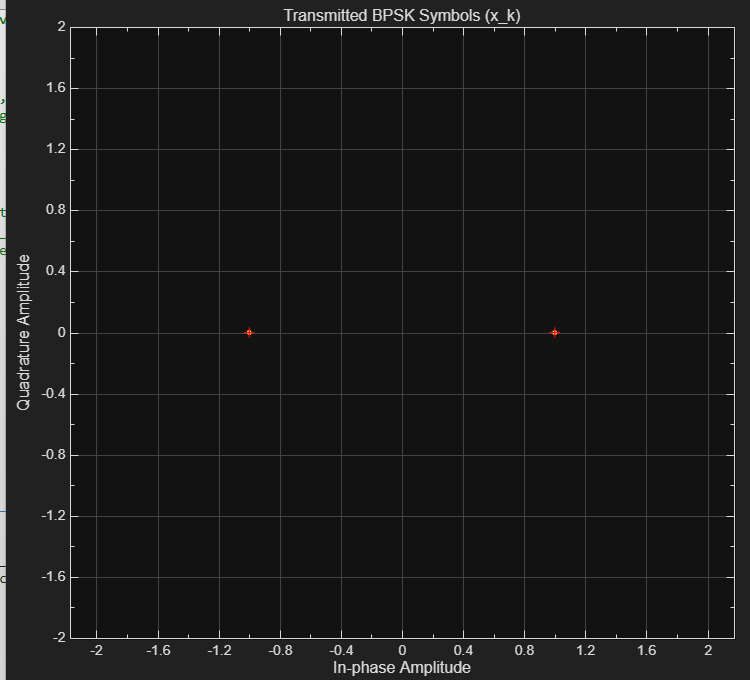 Transmitted BPSK Symbols (x_k)
2
1.6
1.2
0.8
0.4
0
-0.4
-0.8
-1.2
-1.6
-2
Quadrature Amplitude
-2 -1.6 -1.2 -0.8 -0.4 0 0.4 0.8 1.2 1.6 2
In-phase Amplitude